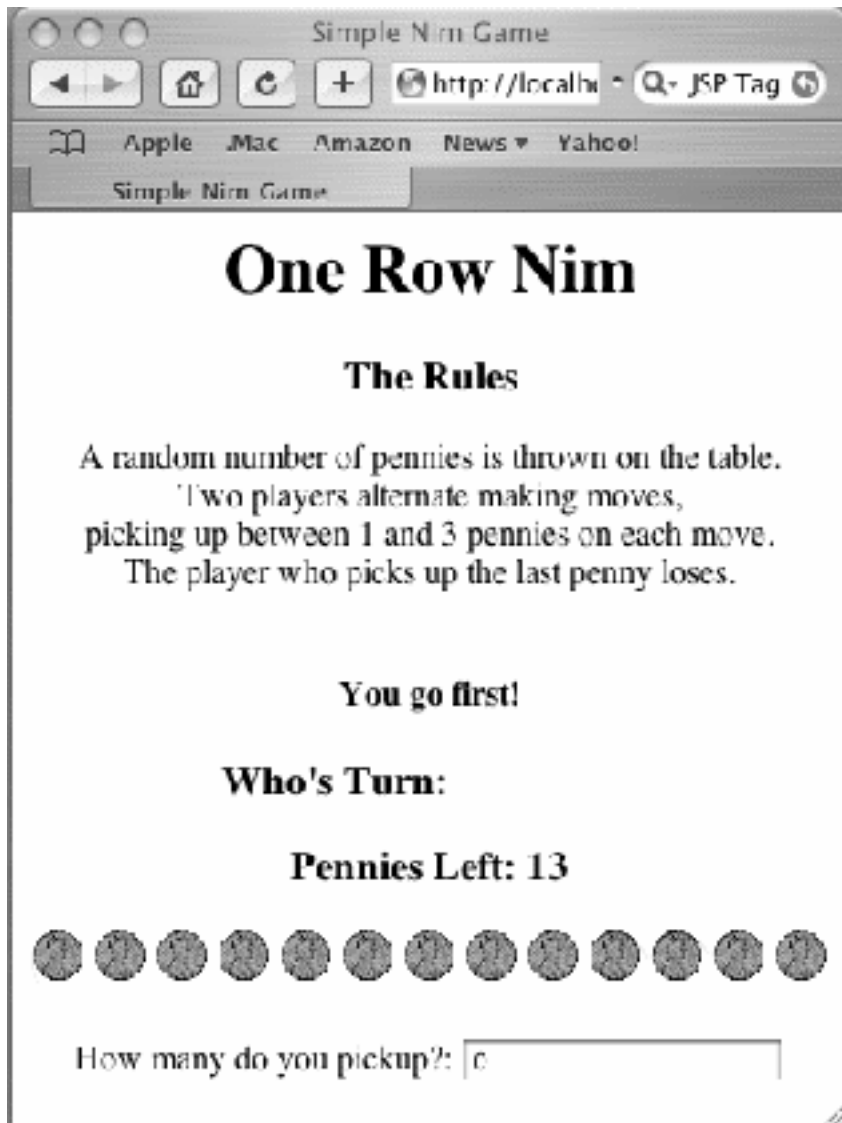 Simple Nim Game
http://localh
JSP Tag
Apple .Mac Amazon News Yahoo!
Simple Nim Game
One Row Nim
The Rules
A random number of pennies is thrown on the table.
Two players alternate making moves,
picking up between 1 and 3 pennies on each move.
The player who picks up the last penny loses.
You go first!
Who's Turn:
Pennies Left: 13
How many do you pickup?: